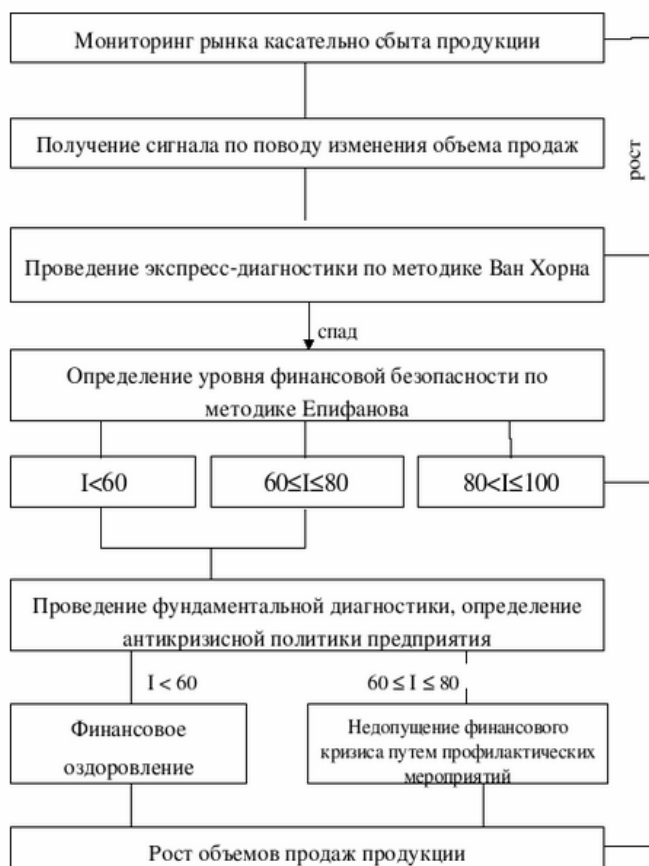 Мониторинг рынка касательно сбыта продукции
Получение сигнала по поводу изменения объема продаж
рост
Проведение экспресс-диагностики по методике Ван Хорна
спад
Определение уровня финансовой безопасности по
методике Епифанова
I<60
60≤I≤80
80<I≤100
Проведение фундаментальной диагностики, определение
антикризисной политики предприятия
I < 60
60 ≤ I ≤ 80
Финансовое
оздоровление
Недопущение финансового
кризиса путем профилактических
мероприятий
Рост объемов продаж продукции